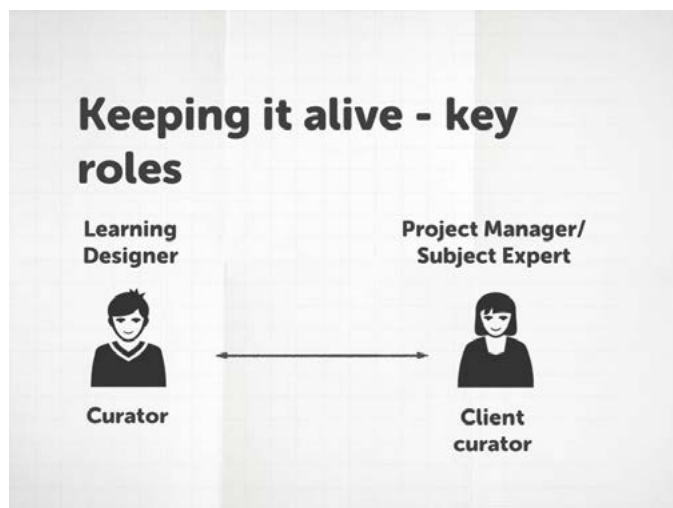 Keeping it alive - key
roles
Learning
Designer
Project Manager/
Subject Expert
Curator
Client
curator